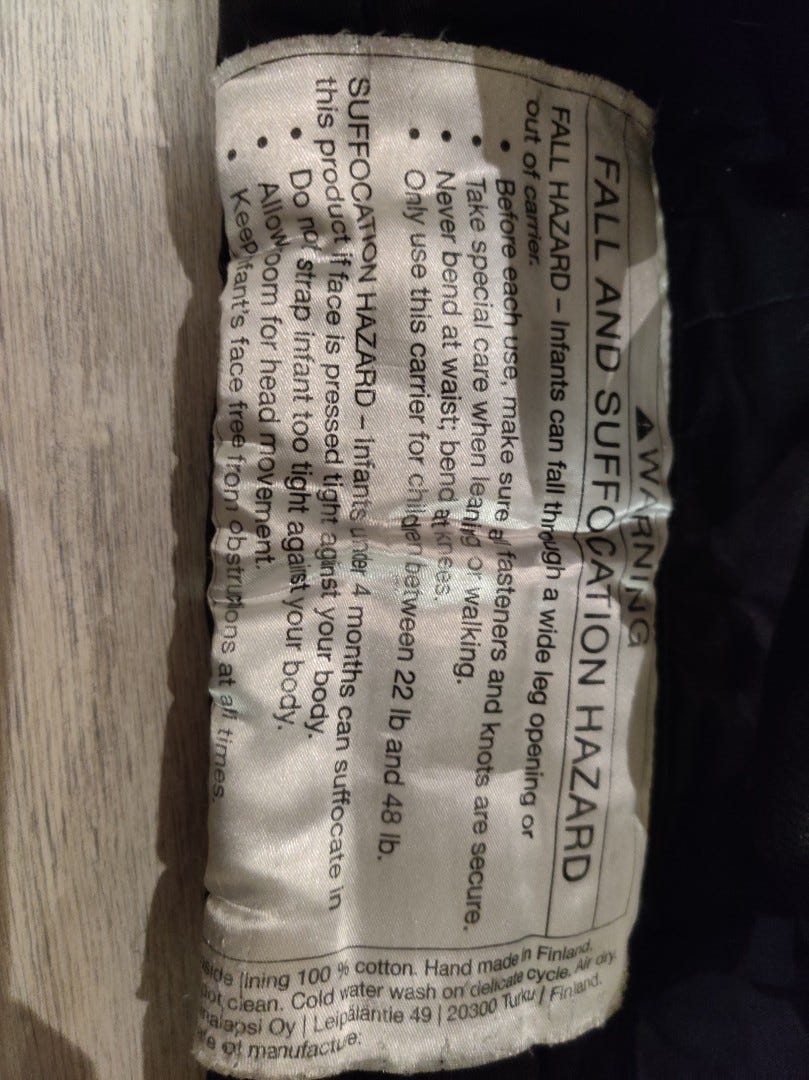 ⚠ WARNING
FALL AND SUFFOCATION HAZARD
FALL HAZARD – Infants can fall through a wide leg opening or
out of carrier.
• Before each use, make sure all fasteners and knots are secure.
• Take special care when leaning or walking.
• Never bend at waist; bend at knees.
• Only use this carrier for children between 22 lb and 48 lb.
SUFFOCATION HAZARD – Infants under 4 months can suffocate in
this product if face is pressed tight against your body.
• Do not strap infant too tight against your body.
• Allow room for head movement.
• Keep infant's face free from obstructions at all times.
lining 100 % cotton. Hand made in Finland.
clean. Cold water wash on delicate cycle. Air dry.
Oy | Leipäläntie 49 | 20300 Turku | Finland.
of manufacture: